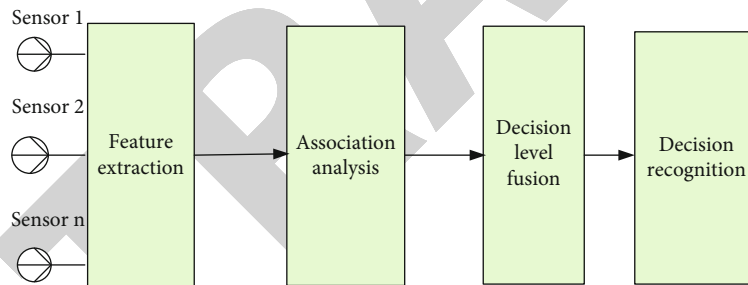 Sensor 1
Sensor 2
Sensor n
Feature
extraction
Association
analysis
Decision
level
fusion
Decision
recognition